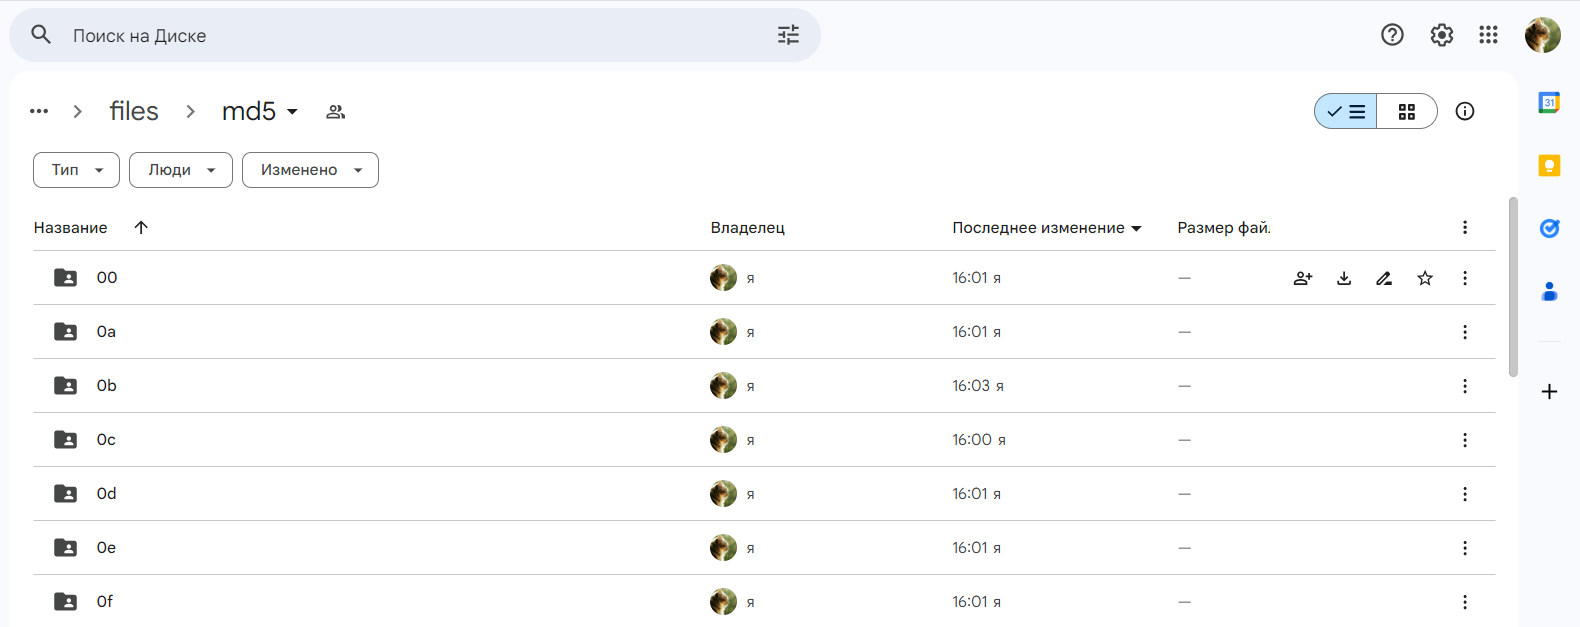 Поиск на Диске
files md5
Тип Люди Изменено
Название Владелец Последнее изменение Размер фай.
00 я 16:01 я —
0a я 16:01 я —
0b я 16:03 я —
0c я 16:00 я —
0d я 16:01 я —
0e я 16:01 я —
0f я 16:01 я —
31